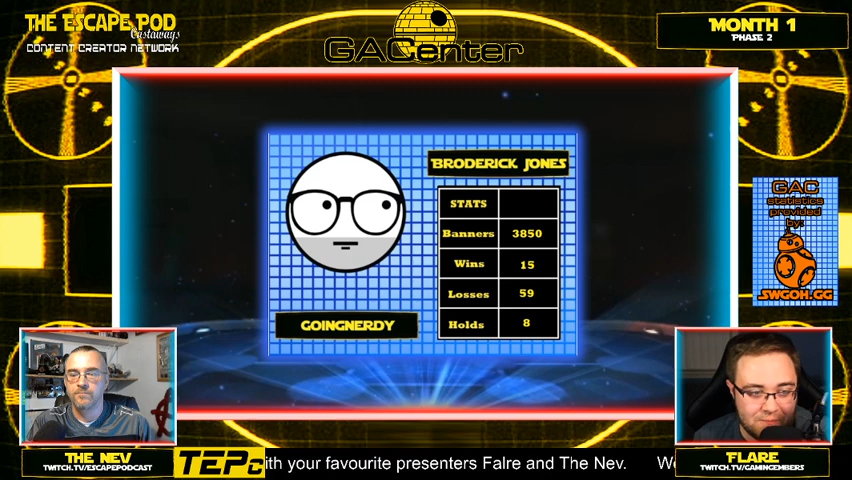 THE ESCAPE POD
Castaways
CONTENT CREATOR NETWORK
GACenter
MONTH 1
PHASE 2
BRODERICK JONES
STATS
Banners 3850
Wins 15
Losses 59
Holds 8
GOINGNERDY
GAC
statistics
provided
by:
SWGOH.GG
THE NEV
TWITCH.TV/ESCAPEPODCAST
TEPc
ith your favourite presenters Falre and The Nev. We
FLARE
TWITCH.TV/GAMINGEMBERS